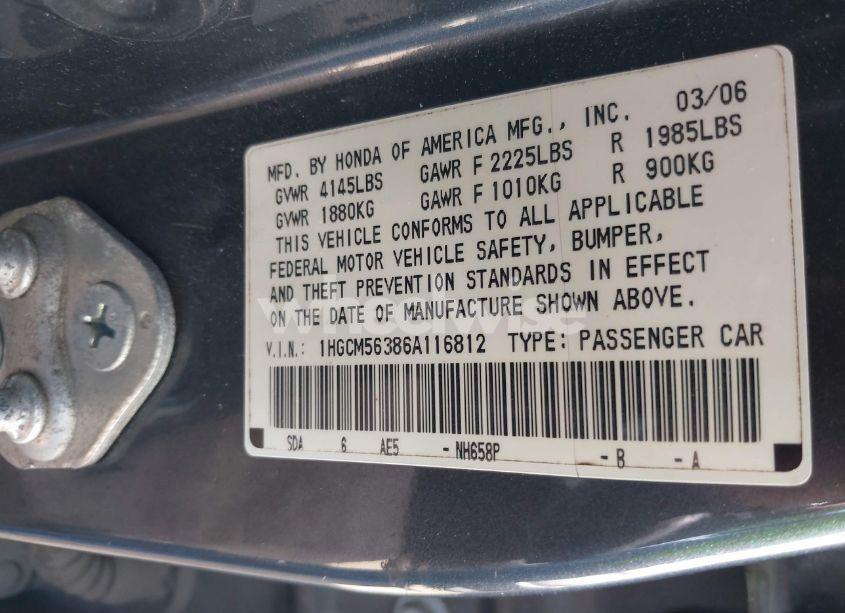 MFD. BY HONDA OF AMERICA MFG., INC. 03/06
GVWR 4145LBS GAWR F 2225LBS R 1985LBS
GVWR 1880KG GAWR F 1010KG R 900KG
THIS VEHICLE CONFORMS TO ALL APPLICABLE
FEDERAL MOTOR VEHICLE SAFETY, BUMPER,
AND THEFT PREVENTION STANDARDS IN EFFECT
ON THE DATE OF MANUFACTURE SHOWN ABOVE.
wheelwise
V.I.N.: 1HGCM56386A116812 TYPE: PASSENGER CAR
SDA 6 AE5 - NH658P - B - A